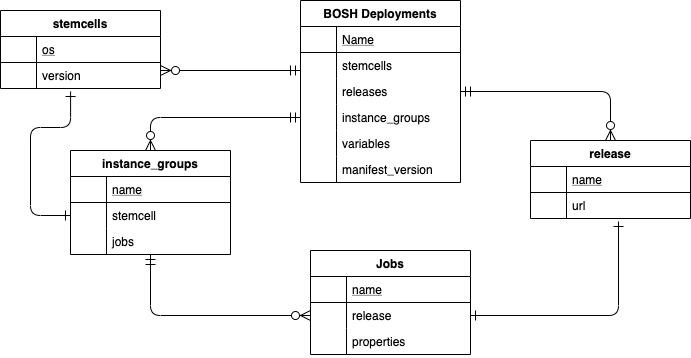 stemcells
os
version
BOSH Deployments
Name
stemcells
releases
instance_groups
variables
manifest_version
instance_groups
name
stemcell
jobs
release
name
url
Jobs
name
release
properties